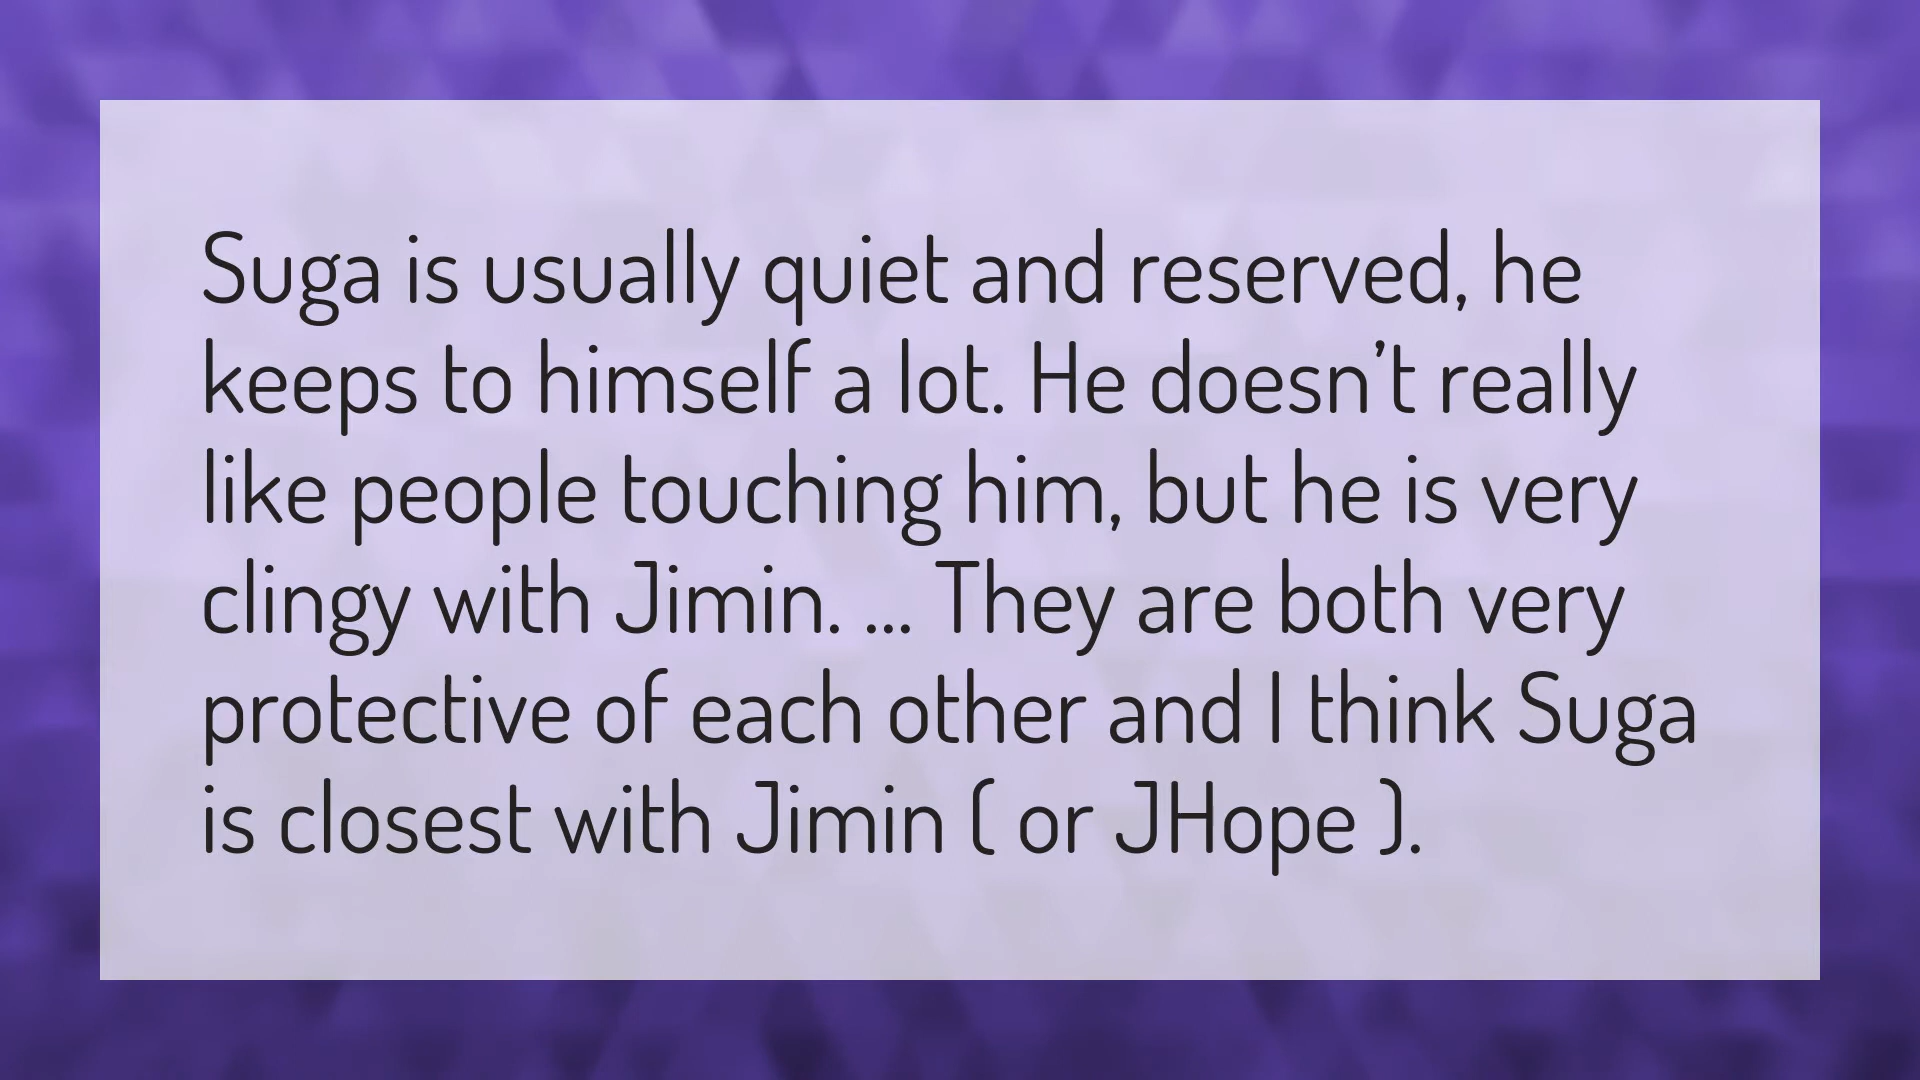 Suga is usually quiet and reserved, he
keeps to himself a lot. He doesn’t really
like people touching him, but he is very
clingy with Jimin. ... They are both very
protective of each other and I think Suga
is closest with Jimin ( or JHope ).